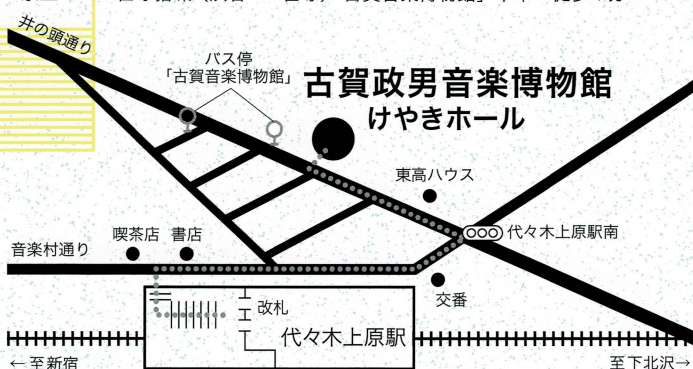 井の頭通り
バス停
「古賀音楽博物館」
古賀政男音楽博物館
けやきホール
東高ハウス
代々木上原駅南
喫茶店 書店
音楽村通り
交番
改札
代々木上原駅
←至新宿
至下北沢→